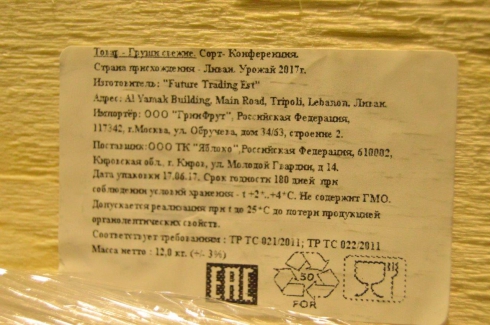 Товар - Груши свежие. Сорт- Конференция.
Страна присхождения - Ливан. Урожай 2017г.
Изготовитель: "Future Trading Est"
Адрес: Al Yamak Building, Main Road, Tripoli, Lebanon. Ливан.
Импортёр: ООО "ГринФрут", Российская Федерация,
117342, г.Москва, ул. Обручева, дом 34/63, строение 2.
Поставщик: ООО ТК "Яблоко",Российская Федерация, 610002,
Кировская обл., г. Киров, ул. Молодой Гвардии, д 14.
Дата упаковки 17.06.17. Срок годности 180 дней при
соблюдении условий хранения - t +2°..+4°С. Не содержит ГМО.
Допускается реализация при t до 25°С до потери продукцией
органолептических свойств.
Соответствует требованиям : ТР ТС 021/2011; ТР ТС 022/2011
Масса нетто : 12,0 кг. (+/- 3%)
EAC
50
FOR